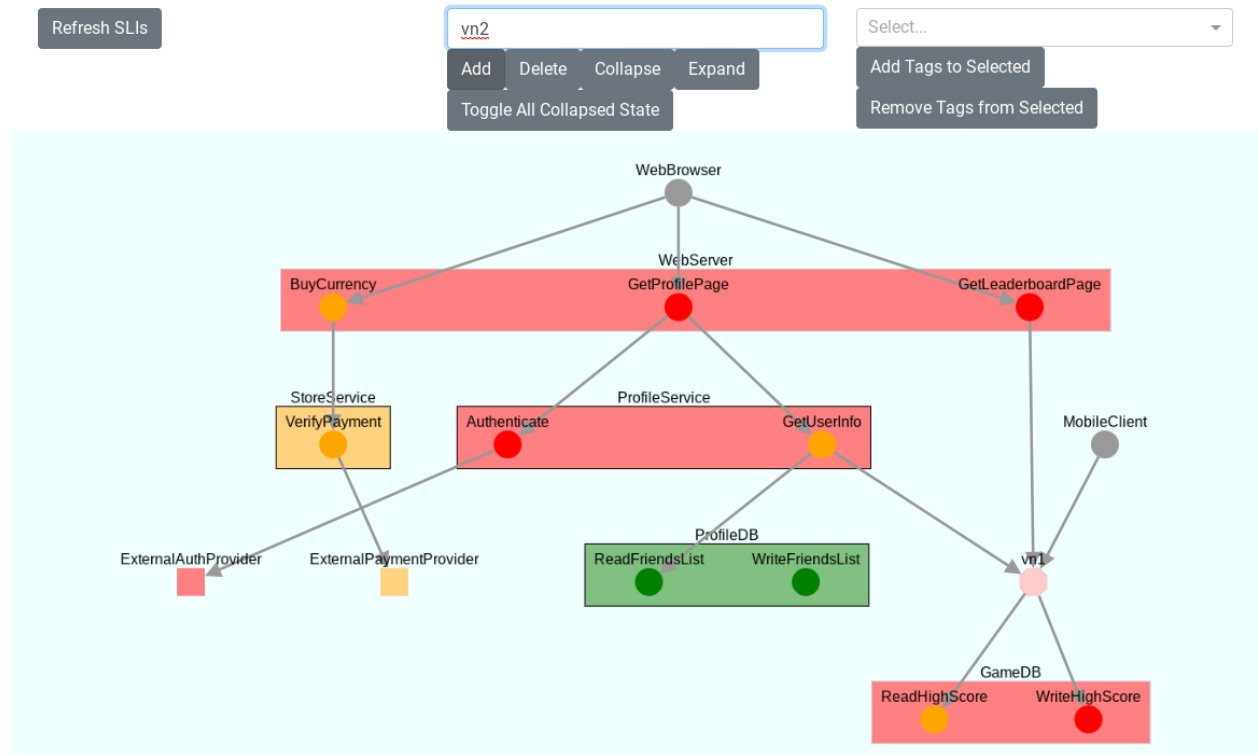 Refresh SLIs
vn2
Select...
Add Delete Collapse Expand
Add Tags to Selected
Toggle All Collapsed State
Remove Tags from Selected
WebBrowser
WebServer
BuyCurrency GetProfilePage GetLeaderboardPage
StoreService ProfileService
VerifyPayment Authenticate GetUserInfo MobileClient
ProfileDB
ExternalAuthProvider ExternalPaymentProvider ReadFriendsList WriteFriendsList vn1
GameDB
ReadHighScore WriteHighScore